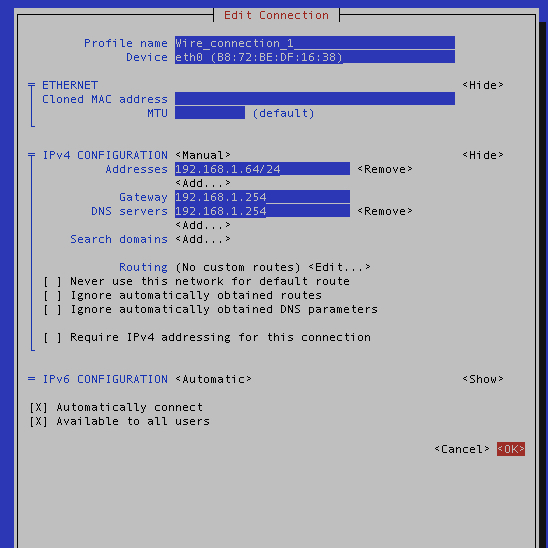 Edit Connection
Profile name Wire_connection_1
Device eth0 (B8:72:BE:DF:16:38)
ETHERNET <Hide>
Cloned MAC address
MTU (default)
IPv4 CONFIGURATION <Manual> <Hide>
Addresses 192.168.1.64/24 <Remove>
<Add...>
Gateway 192.168.1.254
DNS servers 192.168.1.254 <Remove>
<Add...>
Search domains <Add...>
Routing (No custom routes) <Edit...>
[ ] Never use this network for default route
[ ] Ignore automatically obtained routes
[ ] Ignore automatically obtained DNS parameters
[ ] Require IPv4 addressing for this connection
IPv6 CONFIGURATION <Automatic> <Show>
[X] Automatically connect
[X] Available to all users
<Cancel> <OK>